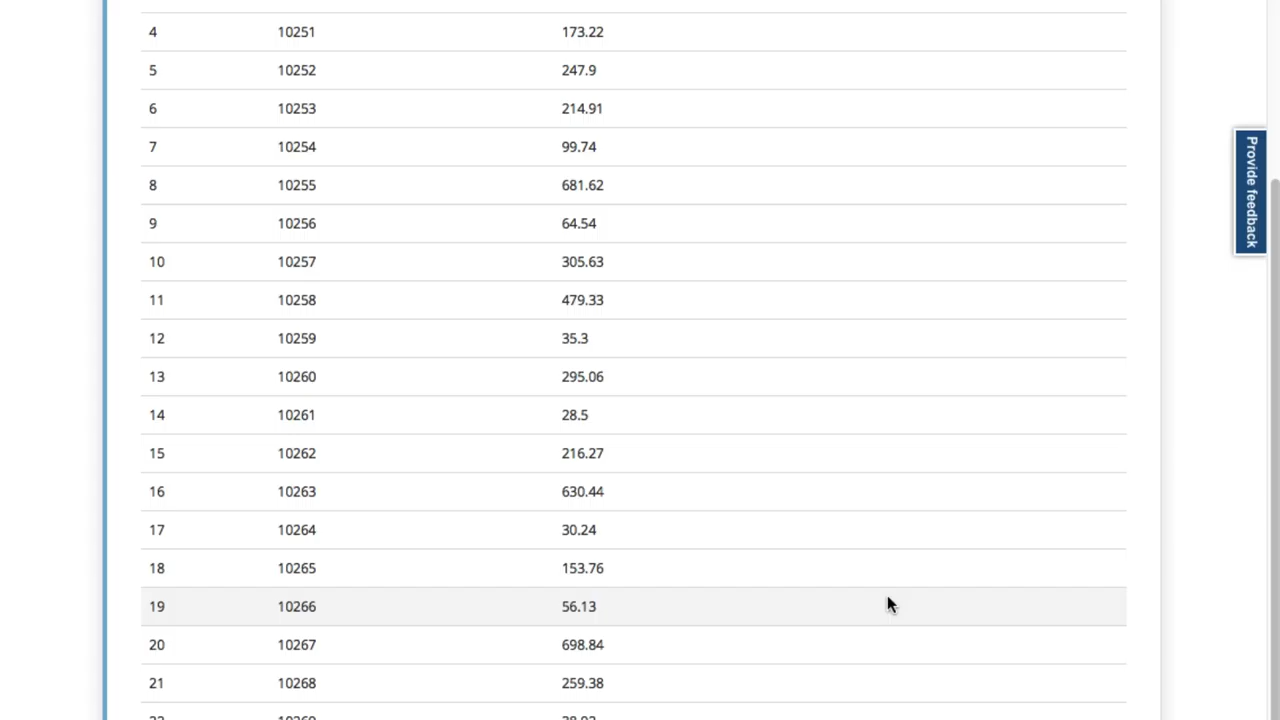 4 10251 173.22
5 10252 247.9
6 10253 214.91
7 10254 99.74
8 10255 681.62
9 10256 64.54
10 10257 305.63
11 10258 479.33
12 10259 35.3
13 10260 295.06
14 10261 28.5
15 10262 216.27
16 10263 630.44
17 10264 30.24
18 10265 153.76
19 10266 56.13
20 10267 698.84
21 10268 259.38
Provide feedback